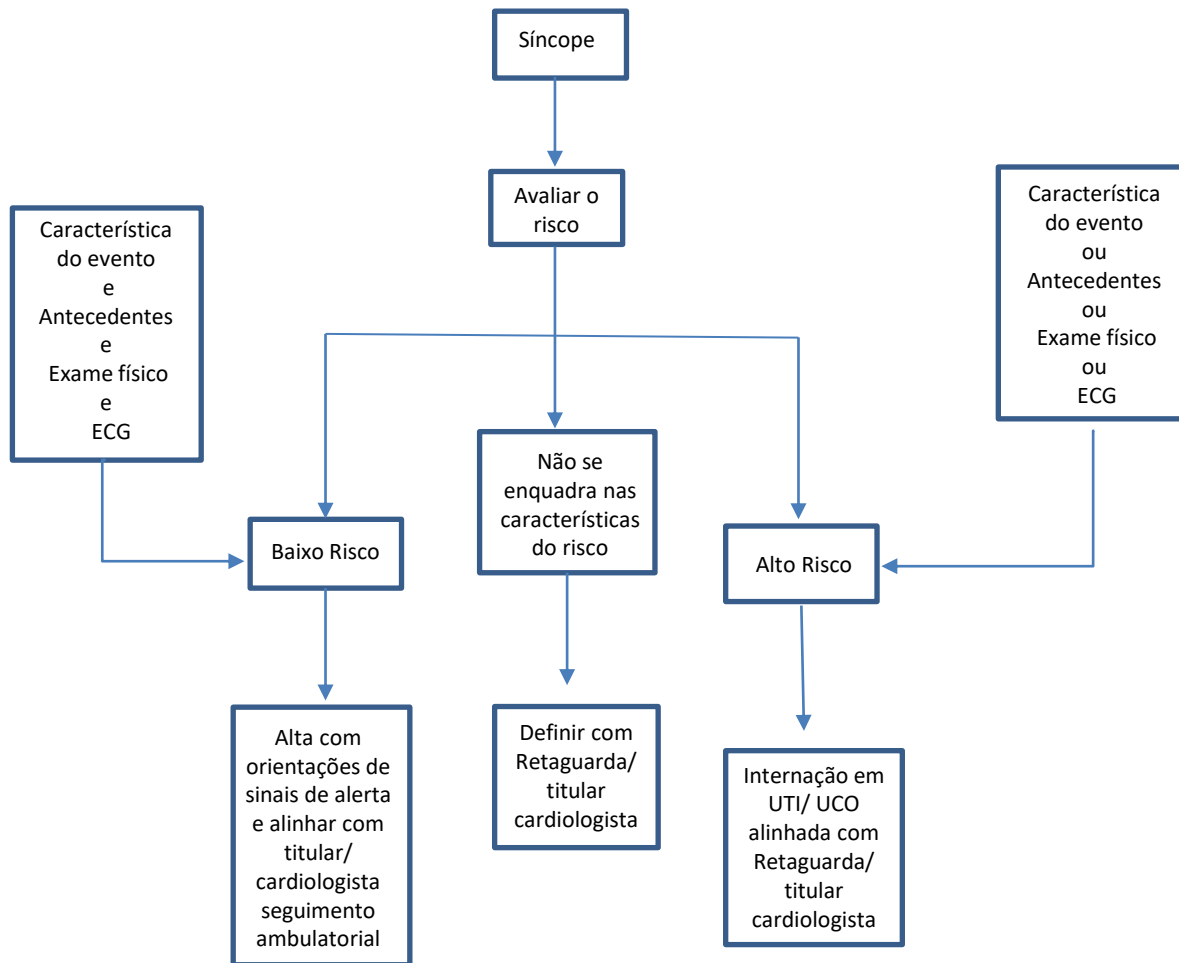 Síncope
Avaliar o
risco
Característica
do evento
e
Antecedentes
e
Exame físico
e
ECG
Característica
do evento
ou
Antecedentes
ou
Exame físico
ou
ECG
Baixo Risco
Não se
enquadra nas
características
do risco
Alto Risco
Alta com
orientações de
sinais de alerta
e alinhar com
titular/
cardiologista
seguimento
ambulatorial
Definir com
Retaguarda/
titular
cardiologista
Internação em
UTI/ UCO
alinhada com
Retaguarda/
titular
cardiologista